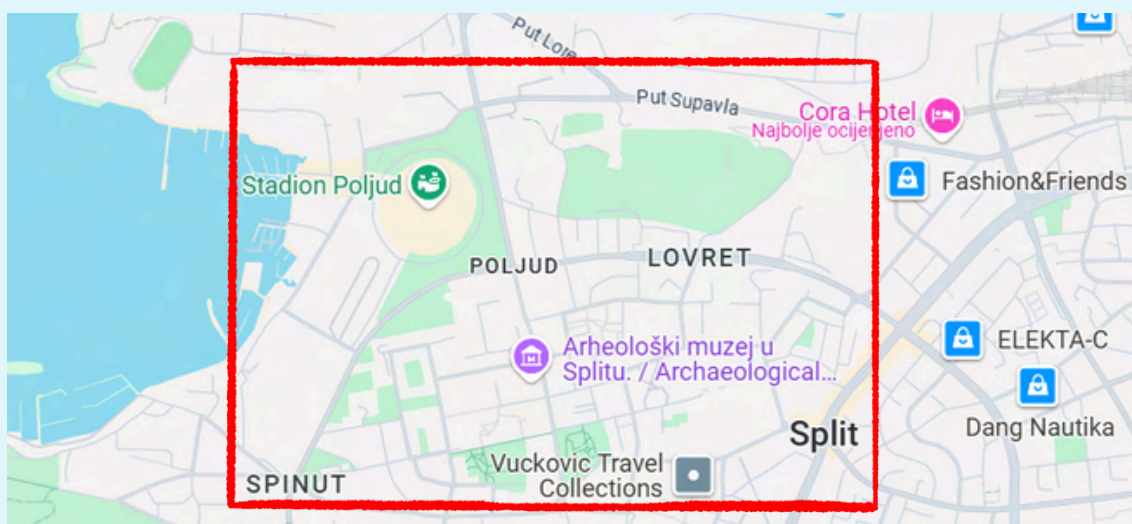 Put Lore
Put Supavla
Cora Hotel
Najbolje ocijenjeno
Stadion Poljud
Fashion&Friends
POLJUD
LOVRET
Arheološki muzej u
Splitu. / Archaeological...
ELEKTA-C
Split
Dang Nautika
Vuckovic Travel
Collections
SPINUT